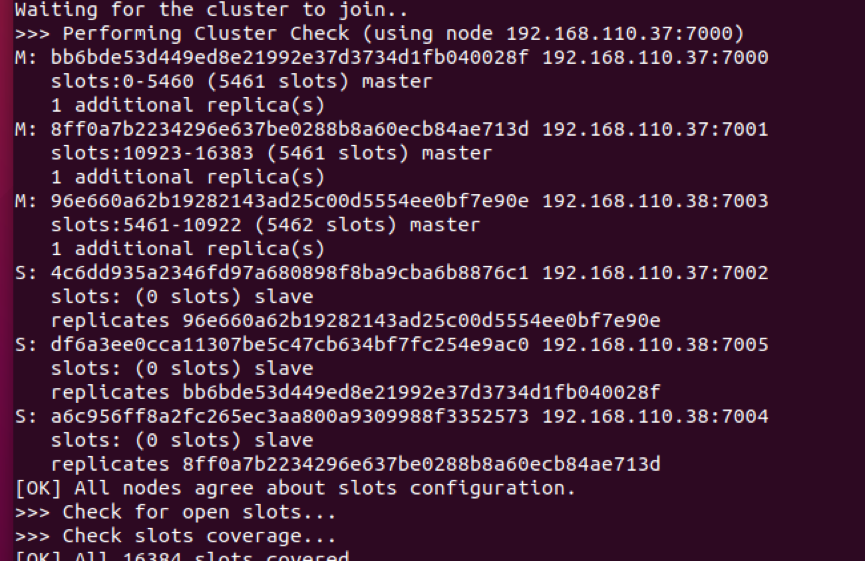 Waiting for the cluster to join..
>>> Performing Cluster Check (using node 192.168.110.37:7000)
M: bb6bde53d449ed8e21992e37d3734d1fb040028f 192.168.110.37:7000
   slots:0-5460 (5461 slots) master
   1 additional replica(s)
M: 8ff0a7b2234296e637be0288b8a60ecb84ae713d 192.168.110.37:7001
   slots:10923-16383 (5461 slots) master
   1 additional replica(s)
M: 96e660a62b19282143ad25c00d5554ee0bf7e90e 192.168.110.38:7003
   slots:5461-10922 (5462 slots) master
   1 additional replica(s)
S: 4c6dd935a2346fd97a680898f8ba9cba6b8876c1 192.168.110.37:7002
   slots: (0 slots) slave
   replicates 96e660a62b19282143ad25c00d5554ee0bf7e90e
S: df6a3ee0cca11307be5c47cb634bf7fc254e9ac0 192.168.110.38:7005
   slots: (0 slots) slave
   replicates bb6bde53d449ed8e21992e37d3734d1fb040028f
S: a6c956ff8a2fc265ec3aa800a9309988f3352573 192.168.110.38:7004
   slots: (0 slots) slave
   replicates 8ff0a7b2234296e637be0288b8a60ecb84ae713d
[OK] All nodes agree about slots configuration.
>>> Check for open slots...
>>> Check slots coverage...
[OK] All 16384 slots covered